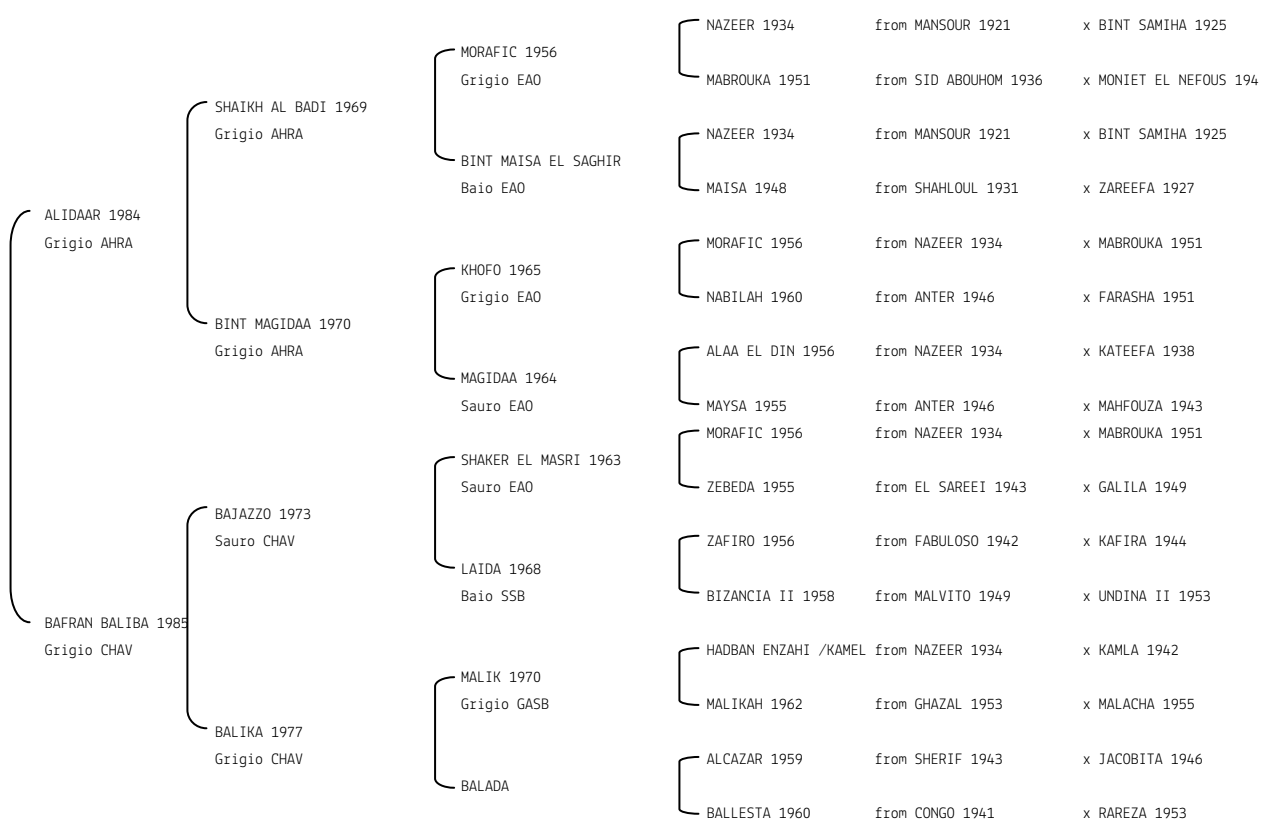 NAZEER 1934 from MANSOUR 1921 x BINT SAMIHA 1925
MORAFIC 1956
Grigio EAO
MABROUKA 1951 from SID ABOUHOM 1936 x MONIET EL NEFOUS 194
SHAIKH AL BADI 1969
Grigio AHRA
NAZEER 1934 from MANSOUR 1921 x BINT SAMIHA 1925
BINT MAISA EL SAGHIR
Baio EAO
MAISA 1948 from SHAHLOUL 1931 x ZAREEFA 1927
ALIDAAR 1984
Grigio AHRA
MORAFIC 1956 from NAZEER 1934 x MABROUKA 1951
KHOFO 1965
Grigio EAO
NABILAH 1960 from ANTER 1946 x FARASHA 1951
BINT MAGIDAA 1970
Grigio AHRA
ALAA EL DIN 1956 from NAZEER 1934 x KATEEFA 1938
MAGIDAA 1964
Sauro EAO
MAYSA 1955 from ANTER 1946 x MAHFOUZA 1943
MORAFIC 1956 from NAZEER 1934 x MABROUKA 1951
SHAKER EL MASRI 1963
Sauro EAO
ZEBEDA 1955 from EL SAREEI 1943 x GALILA 1949
BAJAZZO 1973
Sauro CHAV
ZAFIRO 1956 from FABULOSO 1942 x KAFIRA 1944
LAIDA 1968
Baio SSB
BIZANCIA II 1958 from MALVITO 1949 x UNDINA II 1953
BAFRAN BALIBA 1985
Grigio CHAV
HADBAN ENZAHI /KAMEL from NAZEER 1934 x KAMLA 1942
MALIK 1970
Grigio GASB
MALIKAH 1962 from GHAZAL 1953 x MALACHA 1955
BALIKA 1977
Grigio CHAV
ALCAZAR 1959 from SHERIF 1943 x JACOBITA 1946
BALADA
BALLESTA 1960 from CONGO 1941 x RAREZA 1953